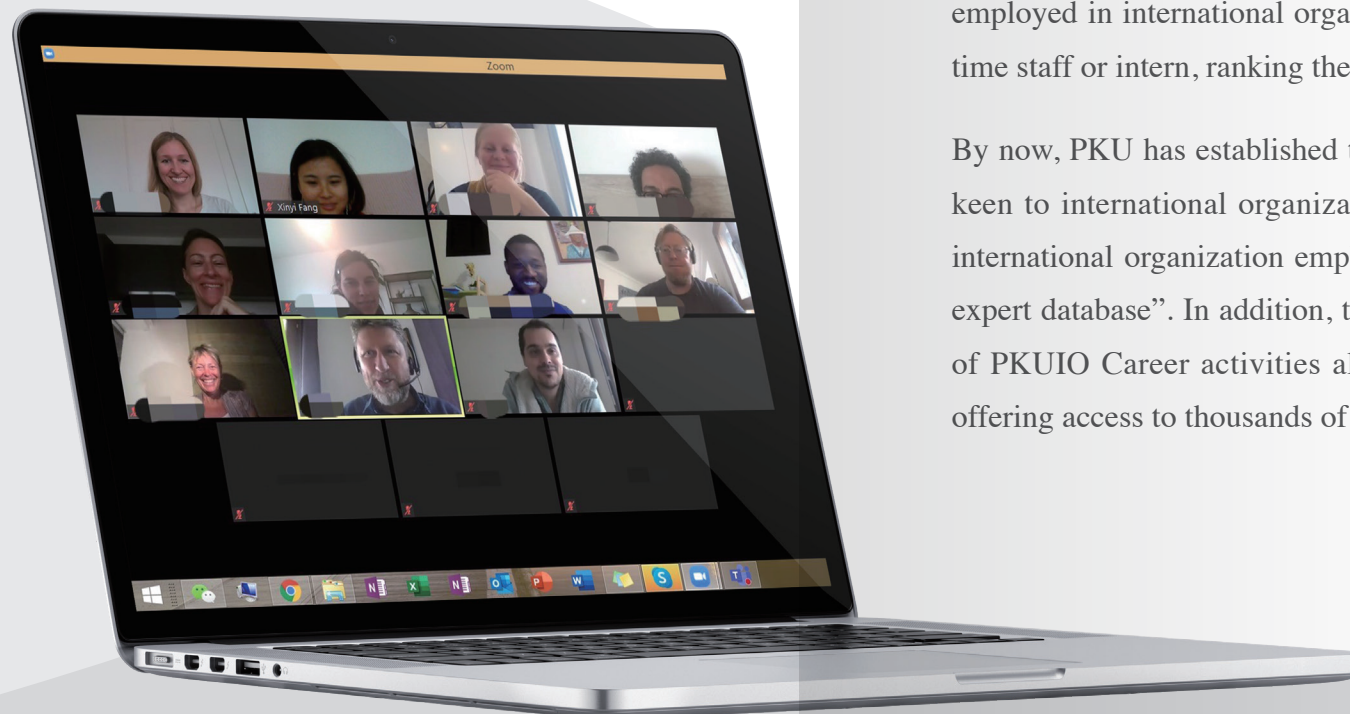 Zoom
Xinyi Fang
employed in international orga
time staff or intern, ranking the
By now, PKU has established t
keen to international organiza
international organization emp
expert database”. In addition, t
of PKUIO Career activities al
offering access to thousands of